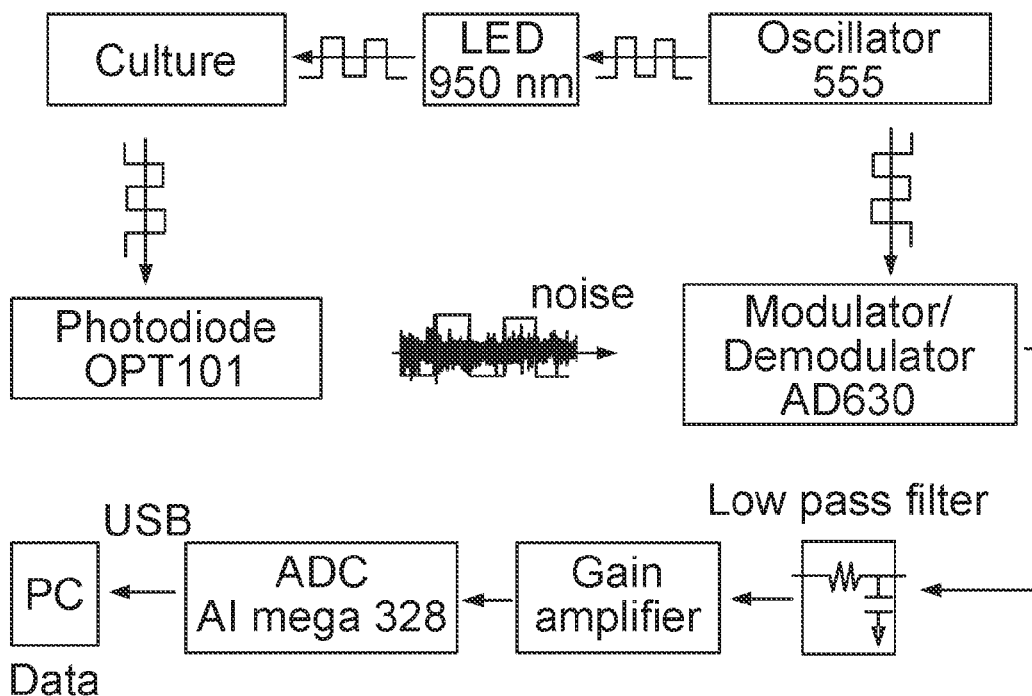 Culture
LED
950 nm
Oscillator
555
Photodiode
OPT101
noise
Modulator/
Demodulator
AD630
Low pass filter
USB
PC
ADC
AI mega 328
Gain
amplifier
Data